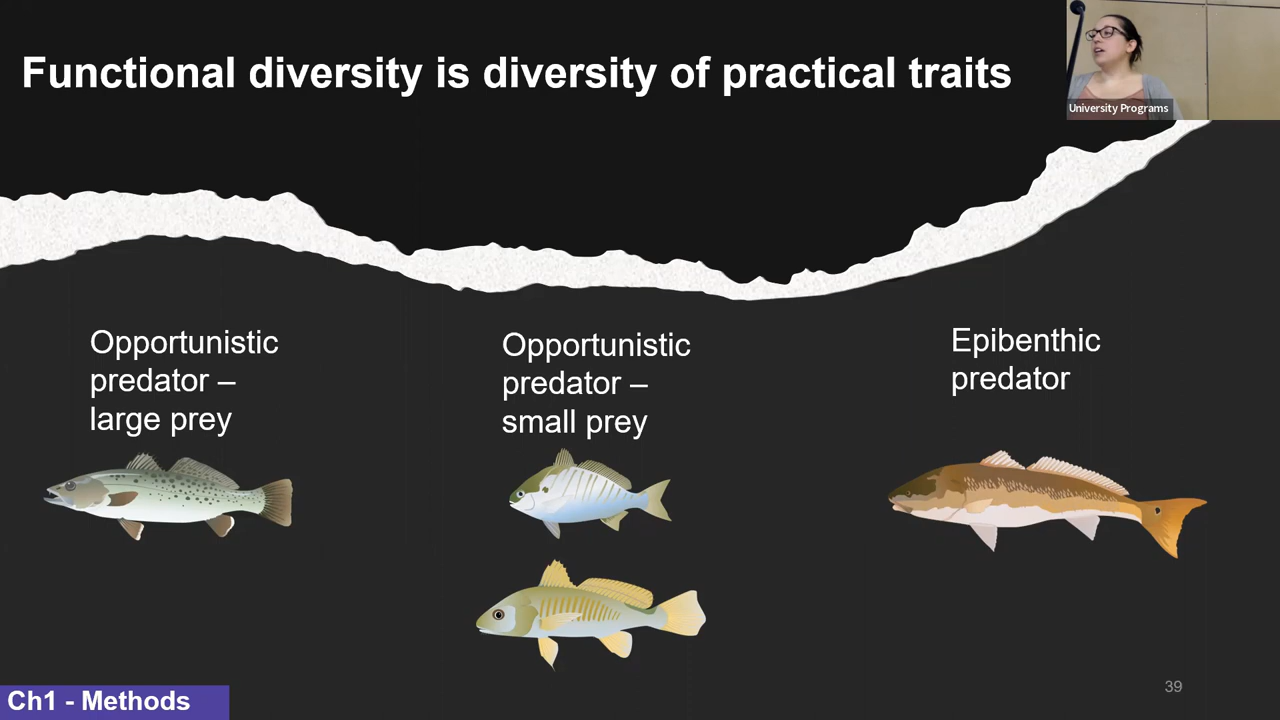 Functional diversity is diversity of practical traits
University Programs
Opportunistic
predator –
large prey
Opportunistic
predator –
small prey
Epibenthic
predator
39
Ch1 - Methods